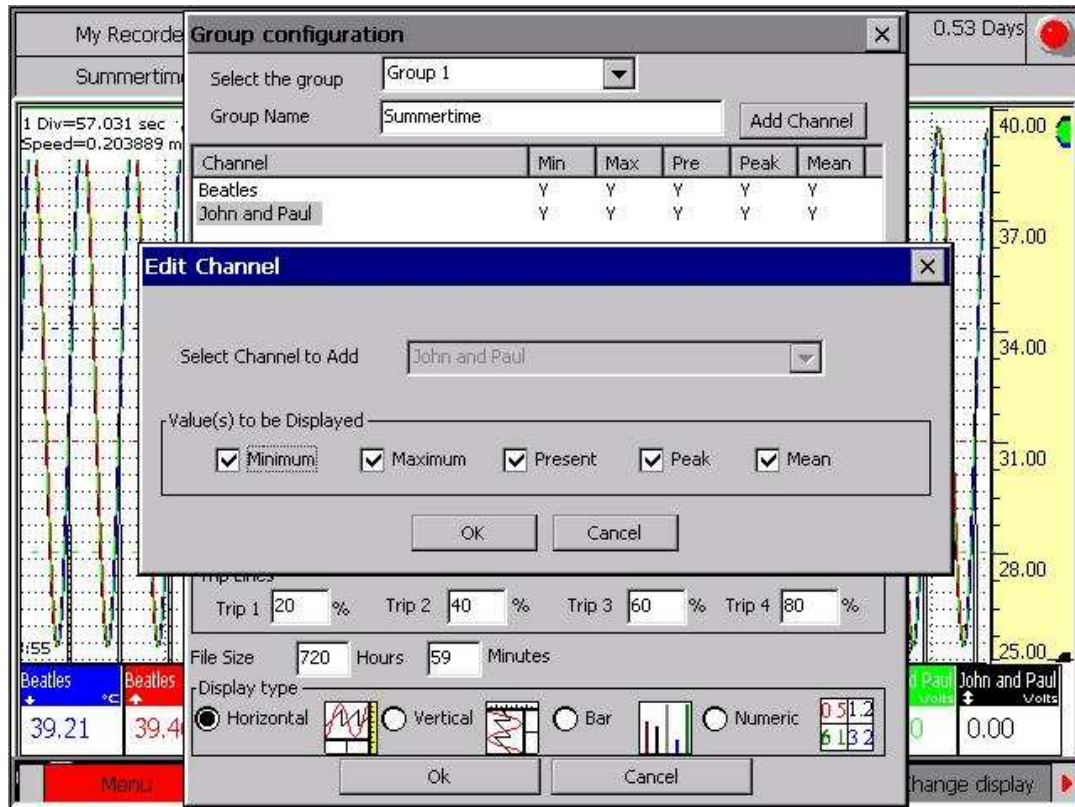 My Recorde
Group configuration
0.53 Days
Summertim
Select the group Group 1
Group Name Summertime Add Channel
1 Div=57.031 sec
Speed=0.203889 m
40.00
Channel Min Max Pre Peak Mean
Beatles Y Y Y Y Y
John and Paul Y Y Y Y Y
37.00
Edit Channel
Select Channel to Add John and Paul
34.00
Value(s) to be Displayed
Minimum Maximum Present Peak Mean
31.00
OK Cancel
28.00
Trip Lines
Trip 1 20 % Trip 2 40 % Trip 3 60 % Trip 4 80 %
:55
File Size 720 Hours 59 Minutes
25.00
Beatles °C Beatles d Paul Volts John and Paul Volts
Display type
Horizontal Vertical Bar Numeric 0 5 1.2
6 1 3 2
39.21 39.4 0 0.00
Menu Ok Cancel hange display